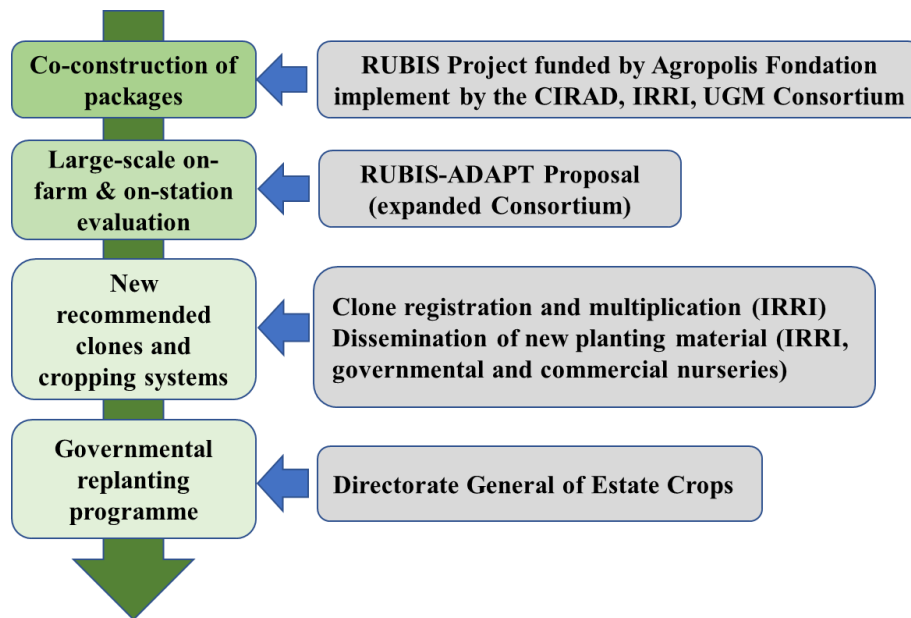 Co-construction of
packages
RUBIS Project funded by Agropolis Fondation
implement by the CIRAD, IRRI, UGM Consortium
Large-scale on-
farm & on-station
evaluation
RUBIS-ADAPT Proposal
(expanded Consortium)
New
recommended
clones and
cropping systems
Clone registration and multiplication (IRRI)
Dissemination of new planting material (IRRI,
governmental and commercial nurseries)
Governmental
replanting
programme
Directorate General of Estate Crops